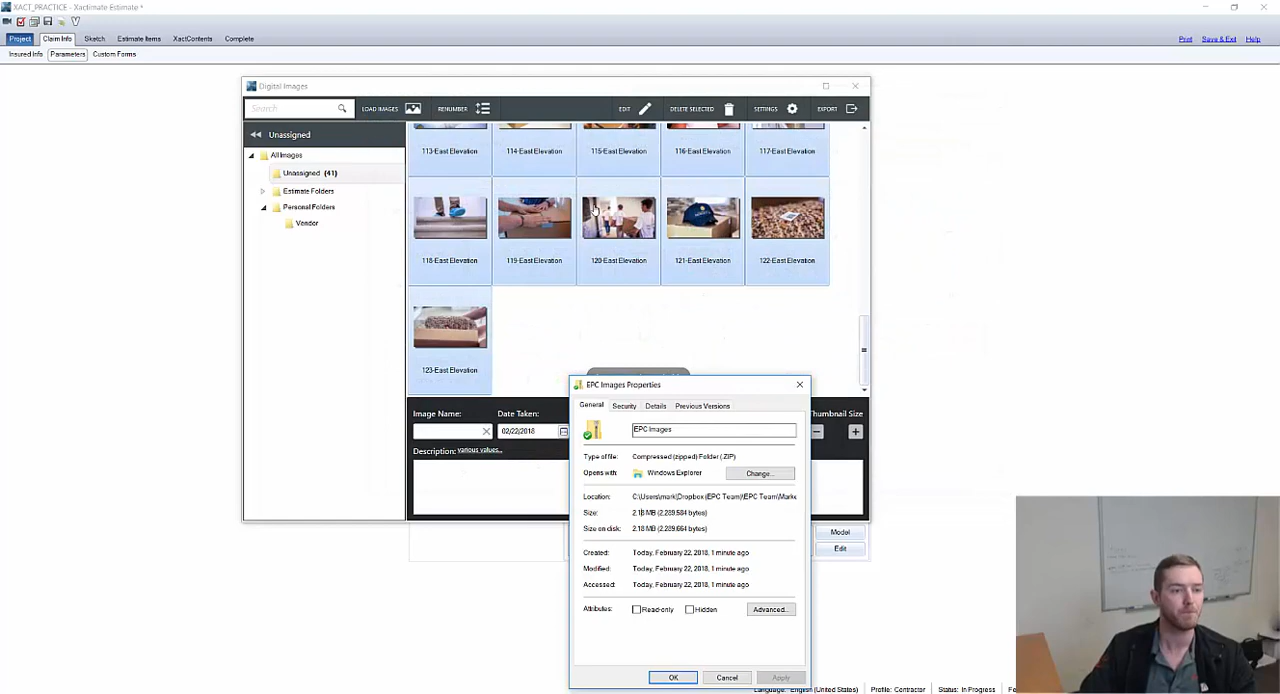 XACT_PRACTICE - Xactimate Estimate *
Project Claim Info Sketch Estimate Items XactContents Complete
Print Save & Exit Help
Insured Info Parameters Custom Forms
Digital Images
Search LOAD IMAGES RENUMBER EDIT DELETE SELECTED SETTINGS EXPORT
Unassigned
All Images
Unassigned (41)
Estimate Folders
Personal Folders
Vendor
113-East Elevation 114-East Elevation 115-East Elevation 116-East Elevation 117-East Elevation
118-East Elevation 119-East Elevation 120-East Elevation 121-East Elevation 122-East Elevation
123-East Elevation
Image Name: Date Taken: Thumbnail Size
02/22/2018
Description: various values...
Model
Edit
EPC Images Properties
General Security Details Previous Versions
EPC Images
Type of file: Compressed (zipped) Folder (.ZIP)
Opens with: Windows Explorer Change...
Location: C:\Users\mark\Dropbox (EPC Team)\EPC Team\Marke
Size: 2.18 MB (2,289,584 bytes)
Size on disk: 2.18 MB (2,289,664 bytes)
Created: Today, February 22, 2018, 1 minute ago
Modified: Today, February 22, 2018, 1 minute ago
Accessed: Today, February 22, 2018, 1 minute ago
Attributes: Read-only Hidden Advanced...
OK Cancel Apply
Language: English (United States) Profile: Contractor Status: In Progress Fe